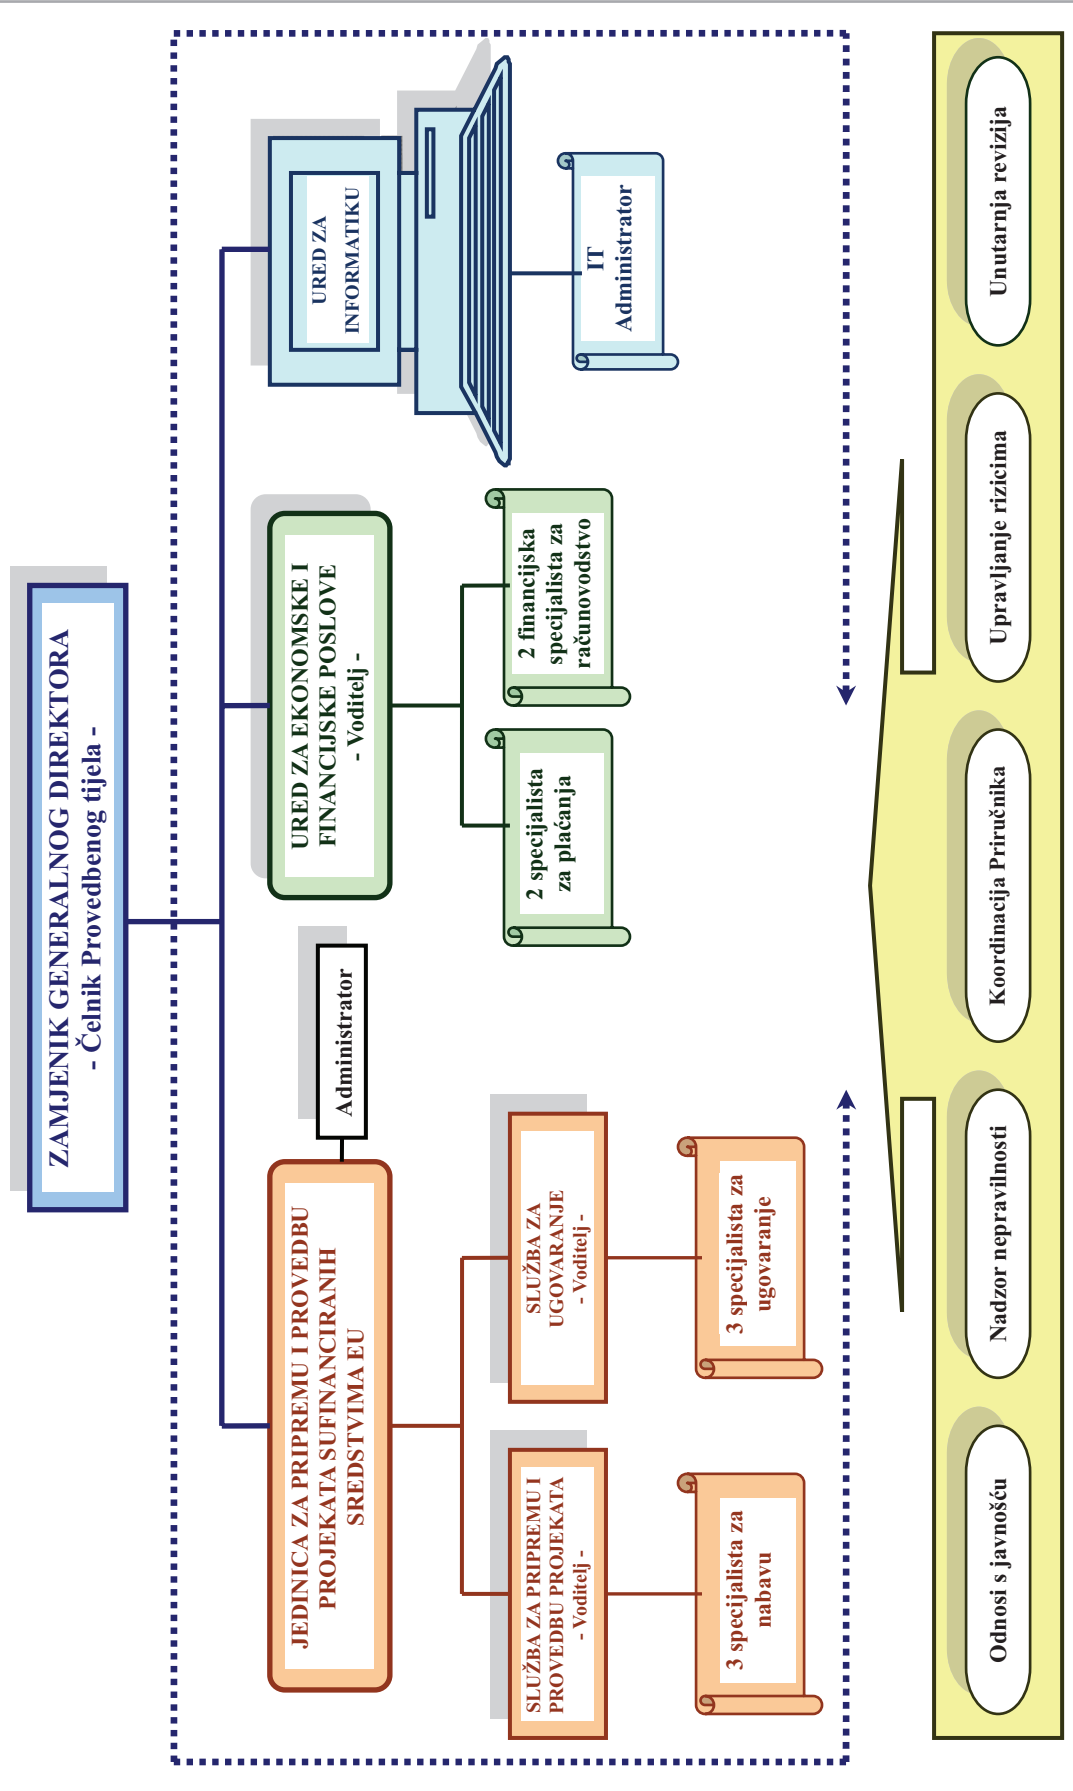 ZAMJENIK GENERALNOG DIREKTORA
- Čelnik Provedbenog tijela -
JEDINICA ZA PRIPREMU I PROVEDBU
PROJEKATA SUFINANCIRANIH
SREDSTVIMA EU
Administrator
URED ZA EKONOMSKE I
FINANCIJSKE POSLOVE
- Voditelj -
URED ZA
INFORMATIKU
SLUŽBA ZA PRIPREMU I
PROVEDBU PROJEKATA
- Voditelj -
SLUŽBA ZA
UGOVARANJE
- Voditelj -
2 specijalista
za plaćanja
2 financijska
specijalista za
računovodstvo
IT
Administrator
3 specijalista za
nabavu
3 specijalista za
ugovaranje
Odnosi s javnošću
Nadzor nepravilnosti
Koordinacija Priručnika
Upravljanje rizicima
Unutarnja revizija